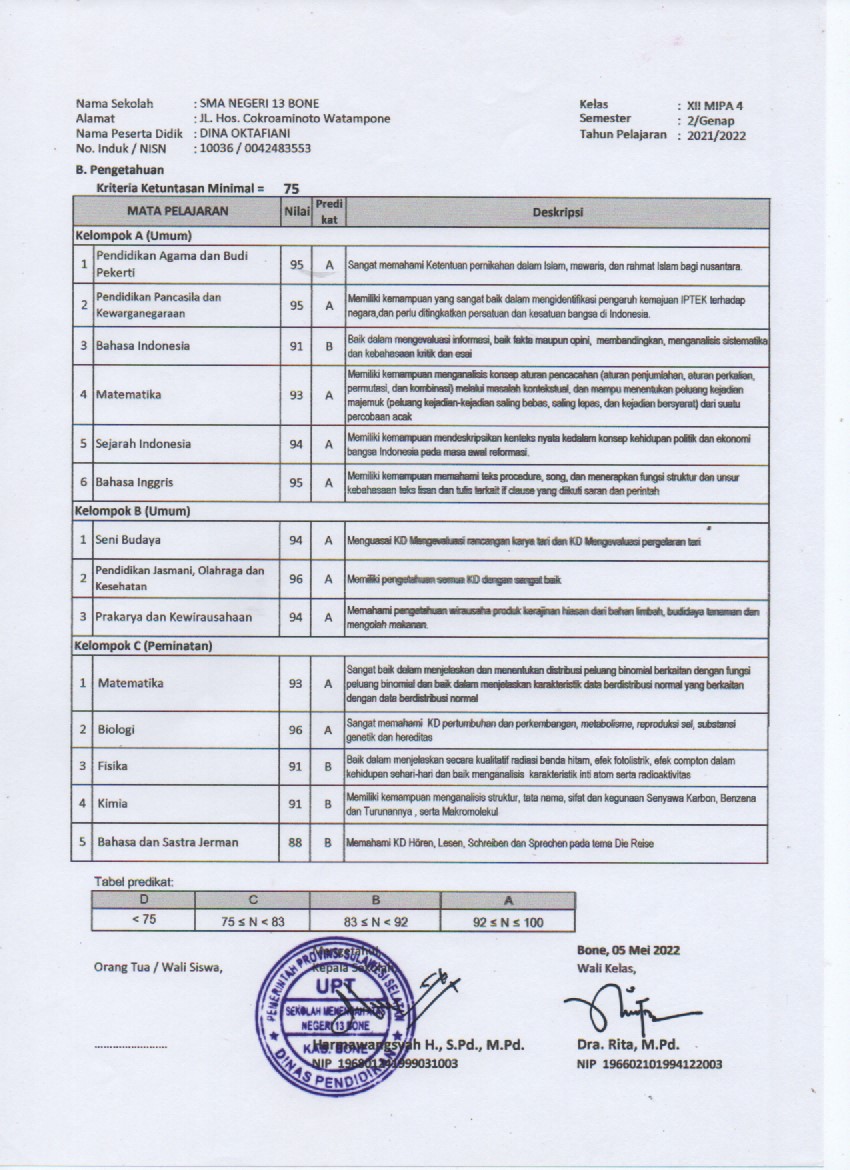 Nama Sekolah : SMA NEGERI 13 BONE
Alamat : JL. Hos. Cokroaminoto Watampone
Nama Peserta Didik : DINA OKTAFIANI
No. Induk / NISN : 10036 / 0042483553
Kelas : XII MIPA 4
Semester : 2/Genap
Tahun Pelajaran : 2021/2022
B. Pengetahuan
Kriteria Ketuntasan Minimal = 75
MATA PELAJARAN Nilai Predi kat Deskripsi
Kelompok A (Umum)
1 Pendidikan Agama dan Budi Pekerti 95 A Sangat memahami Ketentuan pernikahan dalam Islam, mawaris, dan rahmat Islam bagi nusantara.
2 Pendidikan Pancasila dan Kewarganegaraan 95 A Memiliki kemampuan yang sangat baik dalam mengidentifikasi pengaruh kemajuan IPTEK terhadap
negara,dan perlu ditingkatkan persatuan dan kesatuan bangsa di Indonesia.
3 Bahasa Indonesia 91 B Baik dalam mengevaluasi informasi, baik fakta maupun opini, membandingkan, menganalisis sistematika
dan kebahasaan kritik dan esai
4 Matematika 93 A Memiliki kemampuan menganalisis konsep aturan pencacahan (aturan penjumlahan, aturan perkalian,
permutasi, dan kombinasi) melalui masalah kontekstual, dan mampu menentukan peluang kejadian
majemuk (peluang kejadian-kejadian saling bebas, saling lepas, dan kejadian bersyarat) dari suatu
percobaan acak
5 Sejarah Indonesia 94 A Memiliki kemampuan mendeskripsikan konteks nyata kedalam konsep kehidupan politik dan ekonomi
bangsa Indonesia pada masa awal reformasi.
6 Bahasa Inggris 95 A Memiliki kemampuan memahami teks procedure, song, dan menerapkan fungsi struktur dan unsur
kebahasaan teks lisan dan tulis terkait if clause yang diikuti saran dan perintah
Kelompok B (Umum)
1 Seni Budaya 94 A Menguasai KD Mengevaluasi rancangan karya tari dan KD Mengevaluasi pergelaran tari
2 Pendidikan Jasmani, Olahraga dan Kesehatan 96 A Memiliki pengetahuan semua KD dengan sangat baik
3 Prakarya dan Kewirausahaan 94 A Memahami pengetahuan wirausaha produk kerajinan hiasan dari bahan limbah, budidaya tanaman dan
mengolah makanan.
Kelompok C (Peminatan)
1 Matematika 93 A Sangat baik dalam menjelaskan dan menentukan distribusi peluang binomial berkaitan dengan fungsi
peluang binomial dan baik dalam menjelaskan karakteristik data berdistribusi normal yang berkaitan
dengan data berdistribusi normal
2 Biologi 96 A Sangat memahami KD pertumbuhan dan perkembangan, metabolisme, reproduksi sel, substansi
genetik dan hereditas
3 Fisika 91 B Baik dalam menjelaskan secara kualitatif radiasi benda hitam, efek fotolistrik, efek compton dalam
kehidupan sehari-hari dan baik menganalisis karakteristik inti atom serta radioaktivitas
4 Kimia 91 B Memiliki kemampuan menganalisis struktur, tata nama, sifat dan kegunaan Senyawa Karbon, Benzena
dan Turunannya , serta Makromolekul
5 Bahasa dan Sastra Jerman 88 B Memahami KD Hören, Lesen, Schreiben dan Sprechen pada tema Die Reise
Tabel predikat:
D C B A
< 75 75 ≤ N < 83 83 ≤ N < 92 92 ≤ N ≤ 100
Bone, 05 Mei 2022
Orang Tua / Wali Siswa,
Kepala Sekolah
Wali Kelas,
PEMERINTAH PROVINSI SULAWESI SELATAN
UPT
SEKOLAH MENENGAH ATAS
NEGERI 13 BONE
KAB. BONE
DINAS PENDIDIKAN
Hermawangsyah H., S.Pd., M.Pd.
Dra. Rita, M.Pd.
NIP
NIP 196602101994122003